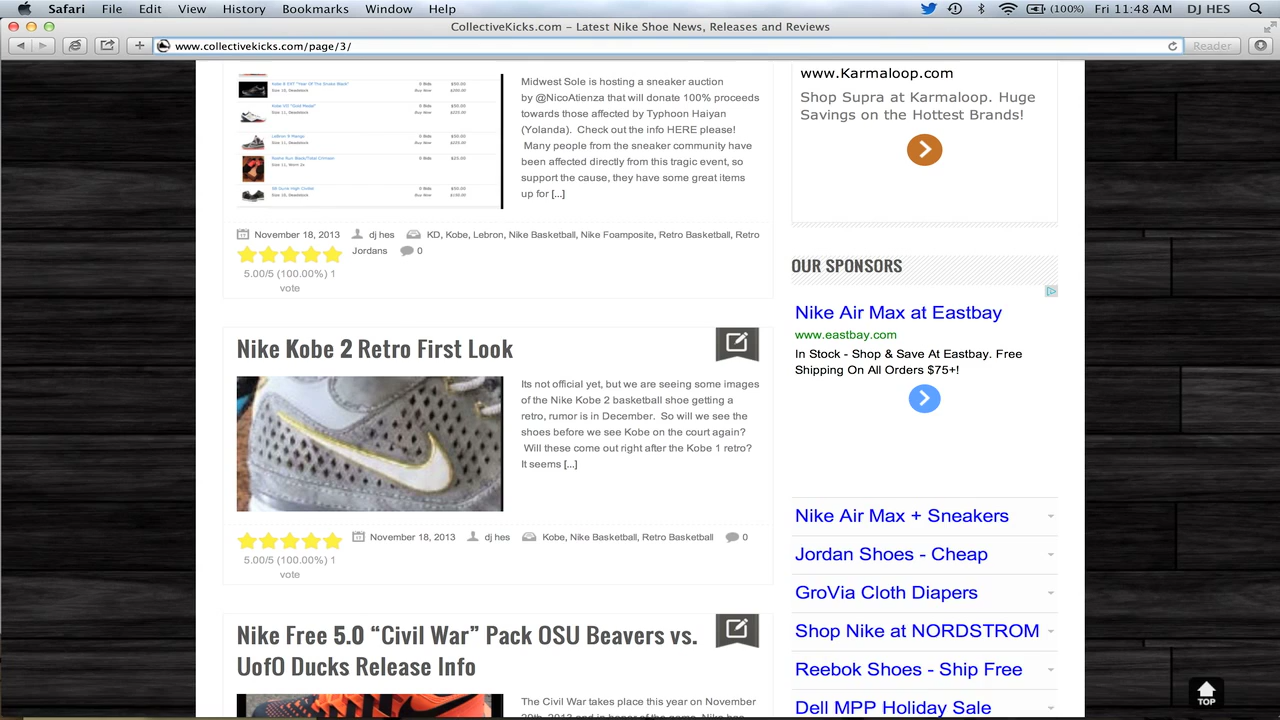 Safari File Edit View History Bookmarks Window Help (100%) Fri 11:48 AM DJ HES
CollectiveKicks.com – Latest Nike Shoe News, Releases and Reviews
www.collectivekicks.com/page/3/
Reader
Midwest Sole is hosting a sneaker auction
by @NicoAtienza that will donate 100% proceeds
towards those affected by Typhoon Haiyan
(Yolanda). Check out the info HERE please!
Many people from the sneaker community have
been affected directly from this tragic event, so
support the cause, they have some great items
up for [...]
November 18, 2013 dj hes KD, Kobe, Lebron, Nike Basketball, Nike Foamposite, Retro Basketball, Retro
Jordans 0
5.00/5 (100.00%) 1
vote
Nike Kobe 2 Retro First Look
Its not official yet, but we are seeing some images
of the Nike Kobe 2 basketball shoe getting a
retro, rumor is in December. So will we see the
shoes before we see Kobe on the court again?
Will these come out right after the Kobe 1 retro?
It seems [...]
November 18, 2013 dj hes Kobe, Nike Basketball, Retro Basketball 0
5.00/5 (100.00%) 1
vote
Nike Free 5.0 “Civil War” Pack OSU Beavers vs.
UofO Ducks Release Info
The Civil War takes place this year on November
www.Karmaloop.com
Shop Supra at Karmaloop. Huge
Savings on the Hottest Brands!
OUR SPONSORS
Nike Air Max at Eastbay
www.eastbay.com
In Stock - Shop & Save At Eastbay. Free
Shipping On All Orders $75+!
Nike Air Max + Sneakers
Jordan Shoes - Cheap
GroVia Cloth Diapers
Shop Nike at NORDSTROM
Reebok Shoes - Ship Free
Dell MPP Holiday Sale
TOP